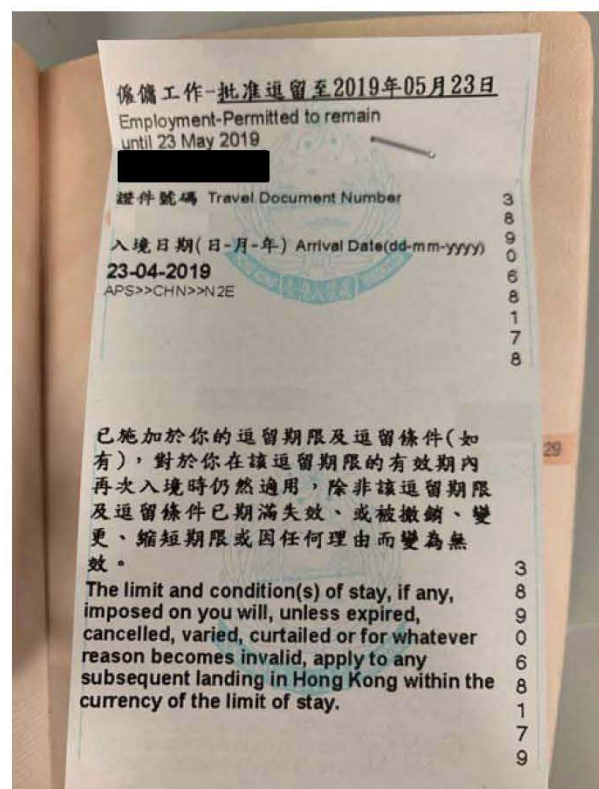 僱傭工作-批准逗留至2019年05月23日
Employment-Permitted to remain
until 23 May 2019
證件號碼 Travel Document Number
入境日期(日-月-年) Arrival Date(dd-mm-yyyy)
23-04-2019
APS>>CHN>>N2E
389068178
已施加於你的逗留期限及逗留條件(如
有)，對於你在該逗留期限的有效期內
再次入境時仍然適用，除非該逗留期限
及逗留條件已期滿失效、或被撤銷、變
更、縮短期限或因任何理由而變為無
效。
The limit and condition(s) of stay, if any,
imposed on you will, unless expired,
cancelled, varied, curtailed or for whatever
reason becomes invalid, apply to any
subsequent landing in Hong Kong within the
currency of the limit of stay.
389068179
29